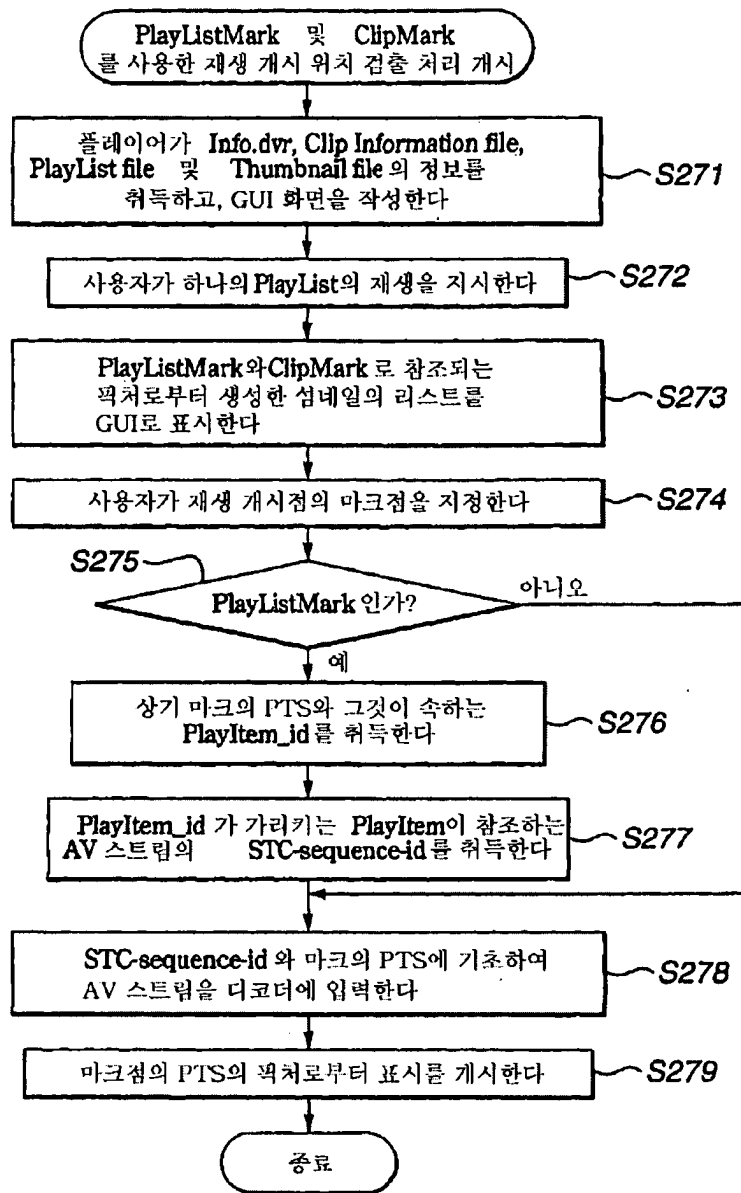 PlayListMark 및 ClipMark
를 사용한 재생 개시 위치 검출 처리 개시
플레이어가 Info.dvr, Clip Information file,
PlayList file 및 Thumbnail file 의 정보를
취득하고, GUI 화면을 작성한다
S271
사용자가 하나의 PlayList의 재생을 지시한다
S272
PlayListMark와 ClipMark 로 참조되는
픽처로부터 생성한 섬네일의 리스트를
GUI로 표시한다
S273
사용자가 재생 개시점의 마크점을 지정한다
S274
S275
PlayListMark 인가?
아니오
예
상기 마크의 PTS와 그것이 속하는
PlayItem_id 를 취득한다
S276
PlayItem_id 가 가리키는 PlayItem이 참조하는
AV 스트림의 STC-sequence-id 를 취득한다
S277
STC-sequence-id 와 마크의 PTS에 기초하여
AV 스트림을 디코더에 입력한다
S278
마크점의 PTS의 픽처로부터 표시를 개시한다
S279
종료